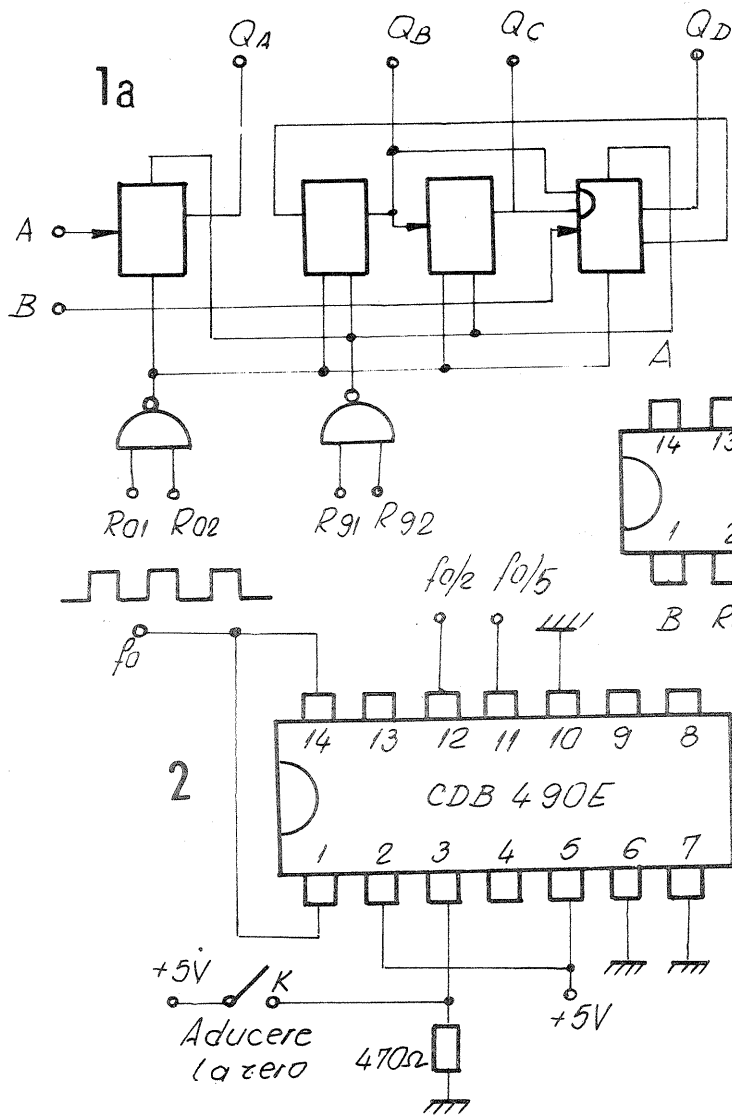 QA QB QC QD
1a
A
B
A
R01 R02 R91 R92
14 13
1 2
B
f0/2 f0/5
f0
14 13 12 11 10 9 8
2
CDB 490E
1 2 3 4 5 6 7
+5V K
+5V
Aducere
la zero
470Ω